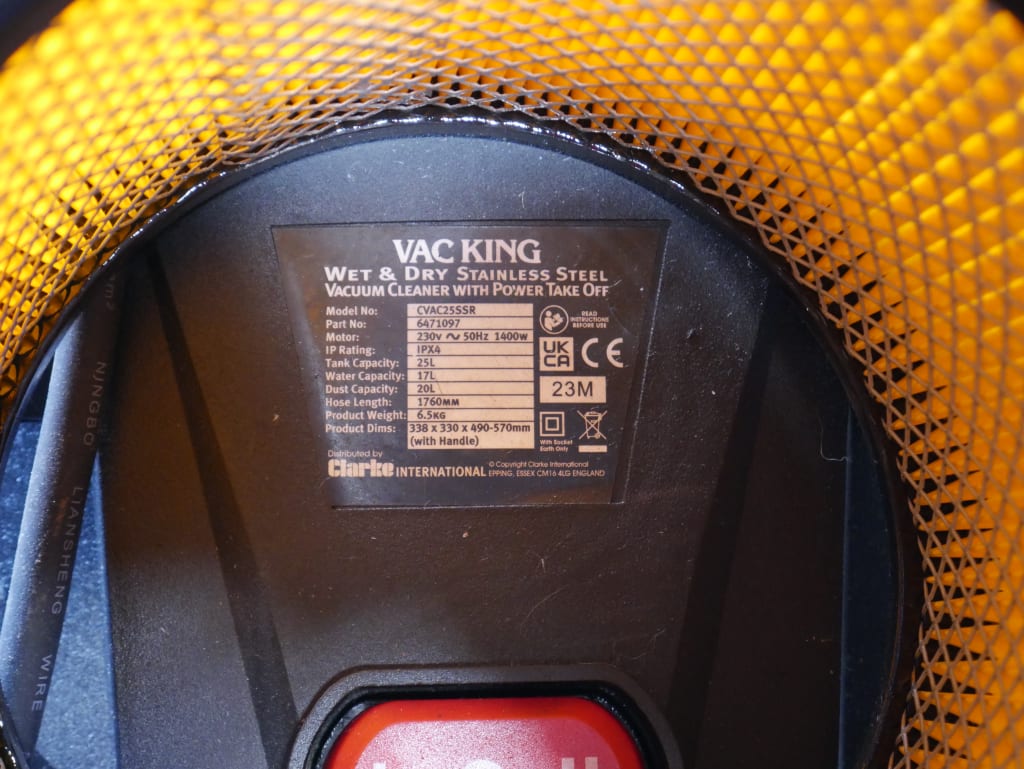 VAC KING
WET & DRY STAINLESS STEEL
VACUUM CLEANER WITH POWER TAKE OFF
Model No: CVAC25SSR
Part No: 6471097
Motor: 230v ~ 50Hz 1400w
IP Rating: IPX4
Tank Capacity: 25L
Water Capacity: 17L
Dust Capacity: 20L
Hose Length: 1760MM
Product Weight: 6.5KG
Product Dims: 338 x 330 x 490-570mm
(with Handle)
READ
INSTRUCTIONS
BEFORE USE
UK
CA CE
23M
With Socket
Earth Only
Distributed by
Clarke INTERNATIONAL
© Copyright Clarke International
EPPING, ESSEX CM16 4LG ENGLAND
NINGBO LIANSHENG WIRE